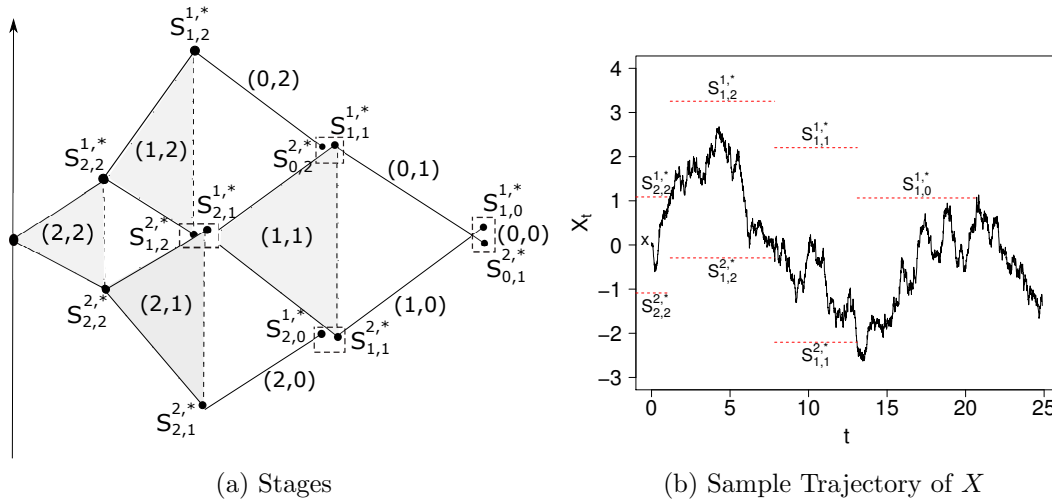 S^{1,*}_{1,2}
(0,2)
S^{1,*}_{2,2}
(1,2)
S^{2,*}_{0,2}
S^{1,*}_{1,1}
(0,1)
(2,2)
S^{2,*}_{1,2}
S^{1,*}_{2,1}
(1,1)
S^{1,*}_{1,0}
(0,0)
S^{2,*}_{0,1}
S^{2,*}_{2,2}
(2,1)
(1,0)
S^{1,*}_{2,0}
S^{2,*}_{1,1}
(2,0)
S^{2,*}_{2,1}
(a) Stages
4
3
2
1
0
−1
−2
−3
X_t
S^{1,*}_{1,2}
S^{1,*}_{1,1}
S^{1,*}_{2,2}
S^{1,*}_{1,0}
x
S^{2,*}_{1,2}
S^{2,*}_{2,2}
S^{2,*}_{1,1}
0 5 10 15 20 25
t
(b) Sample Trajectory of X